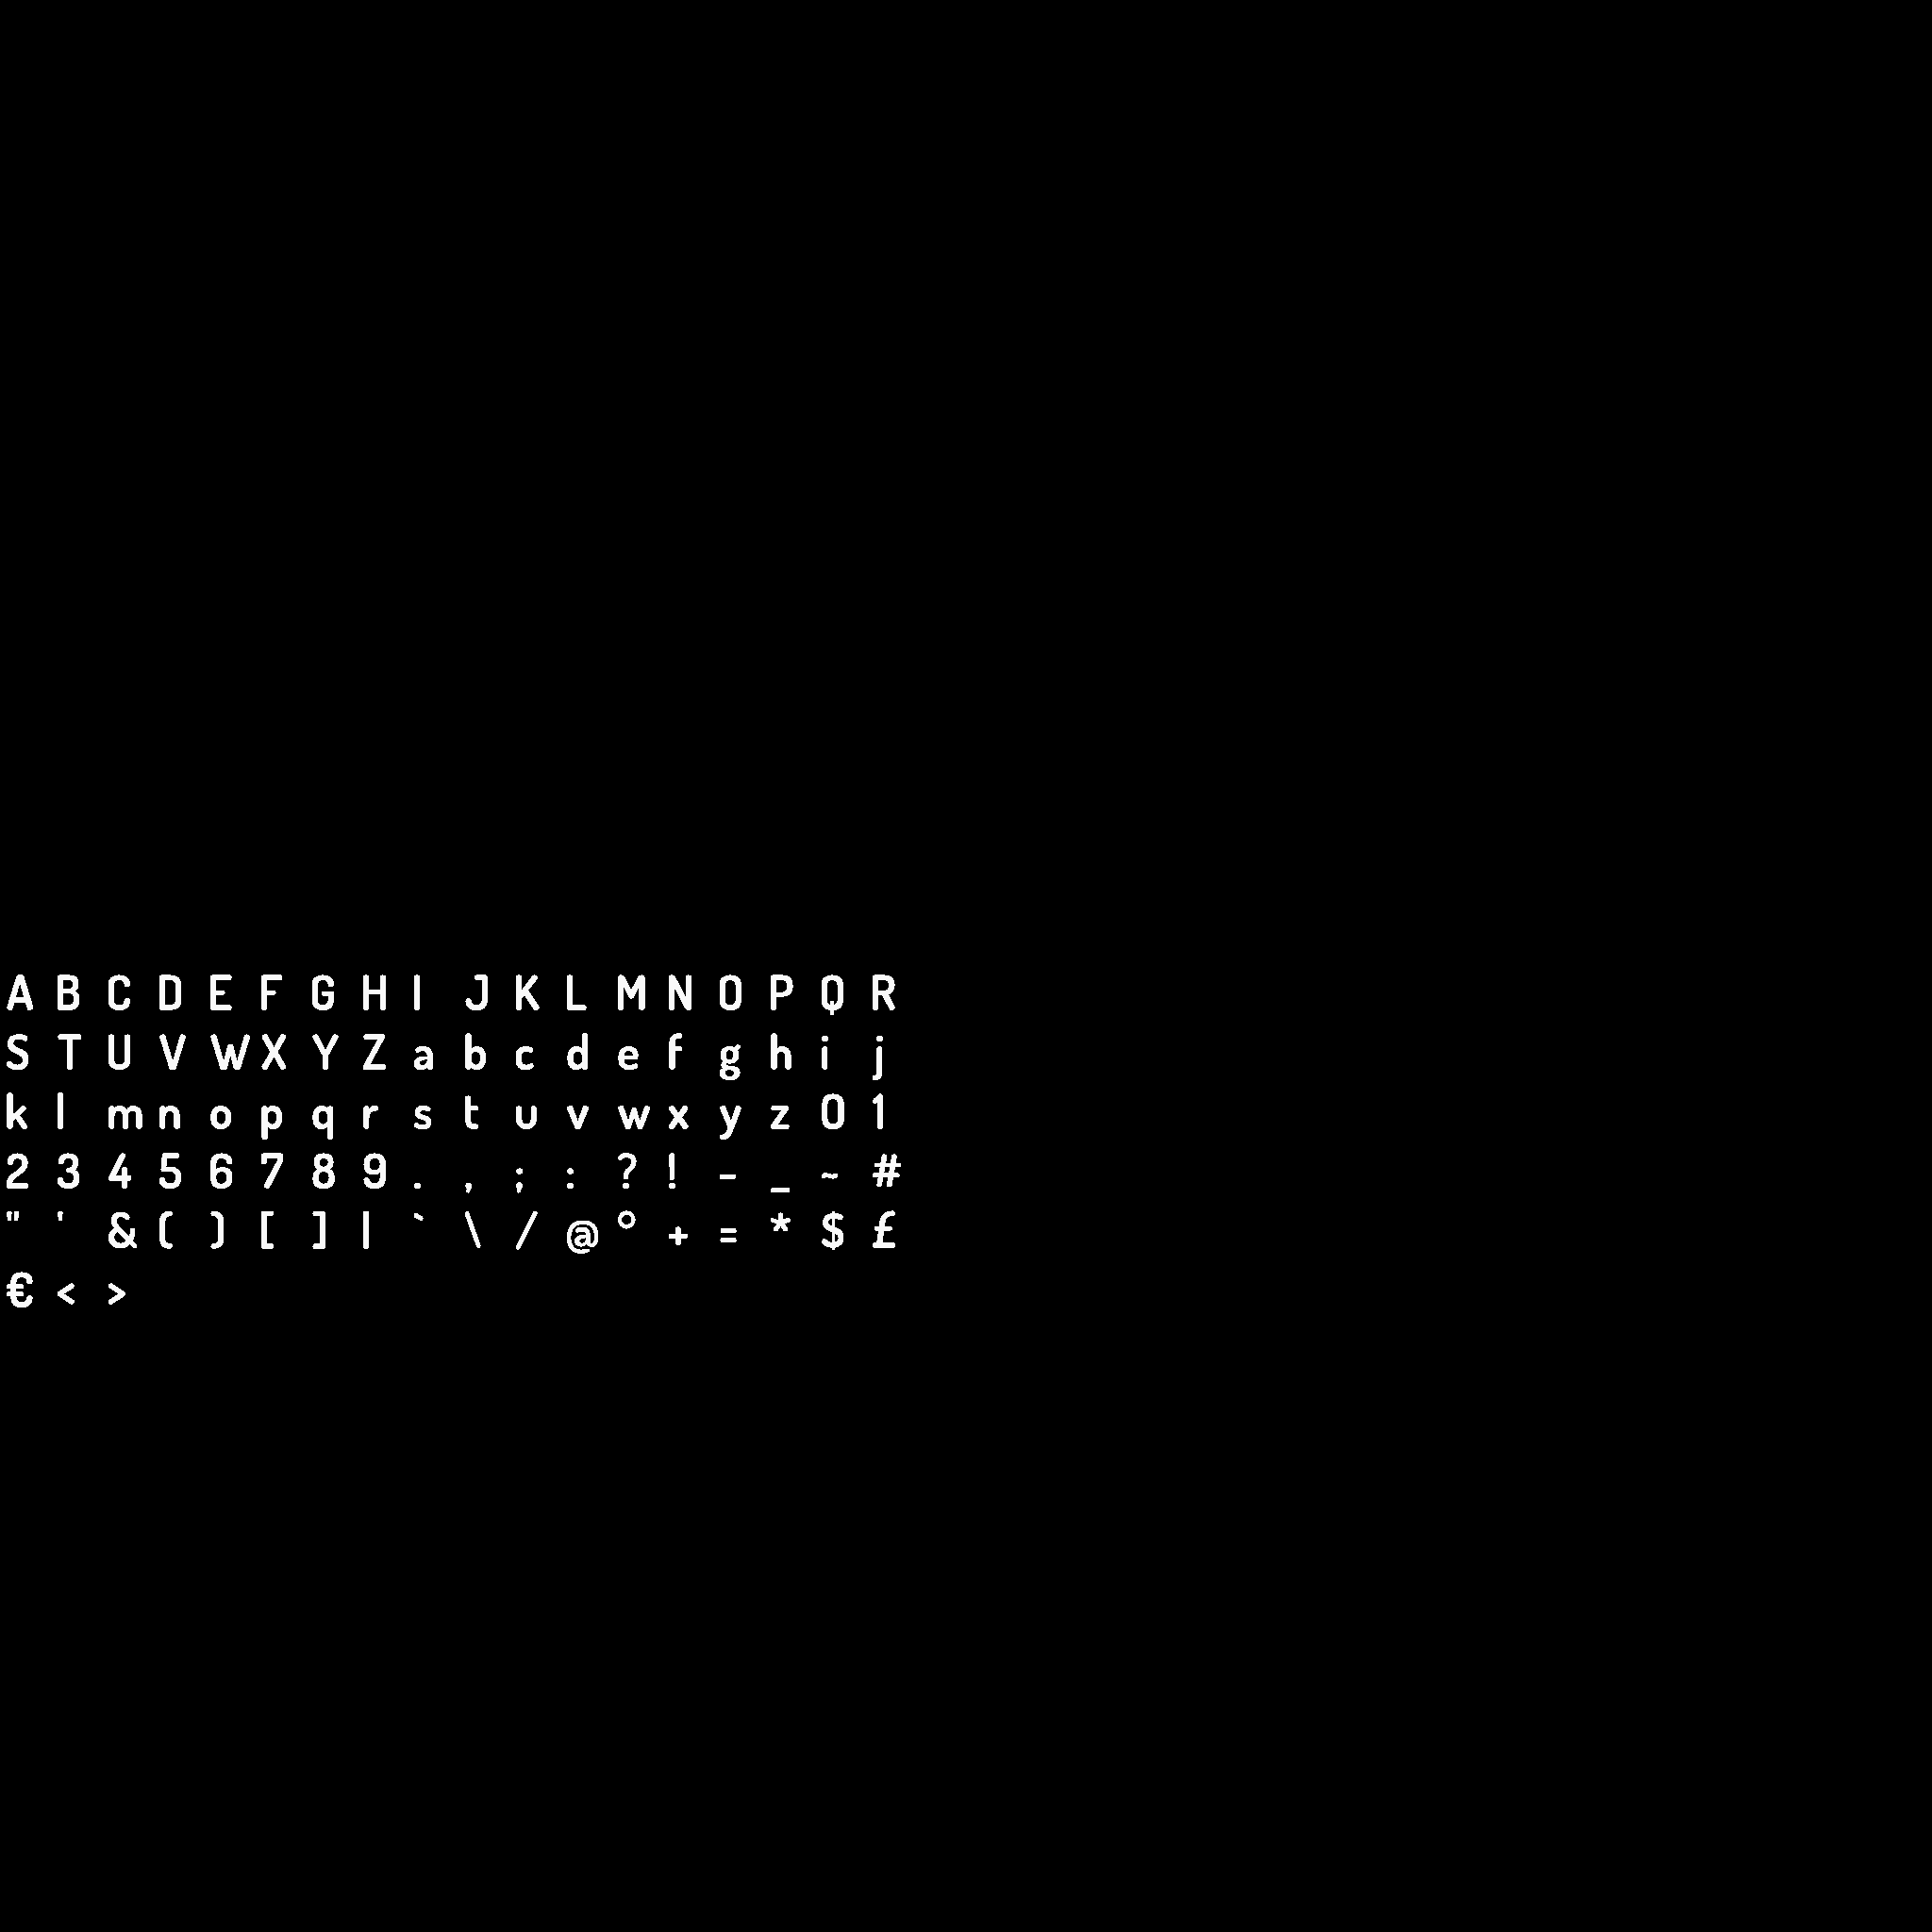 A B C D E F G H I J K L M N O P Q R
S T U V W X Y Z a b c d e f g h i j
k l m n o p q r s t u v w x y z 0 1
2 3 4 5 6 7 8 9 . , ; : ? ! - _ ~ #
" ' & ( ) [ ] | ` \ / @ ° + = * $ £
€ < >